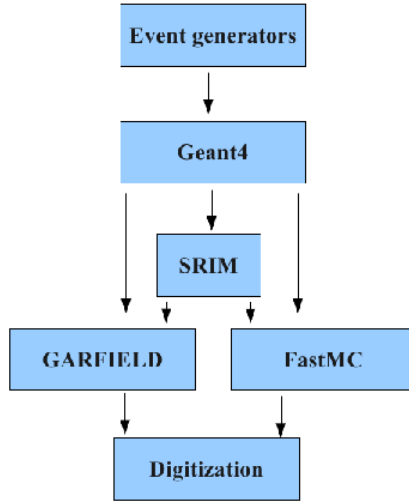 Event generators
Geant4
SRIM
GARFIELD
FastMC
Digitization